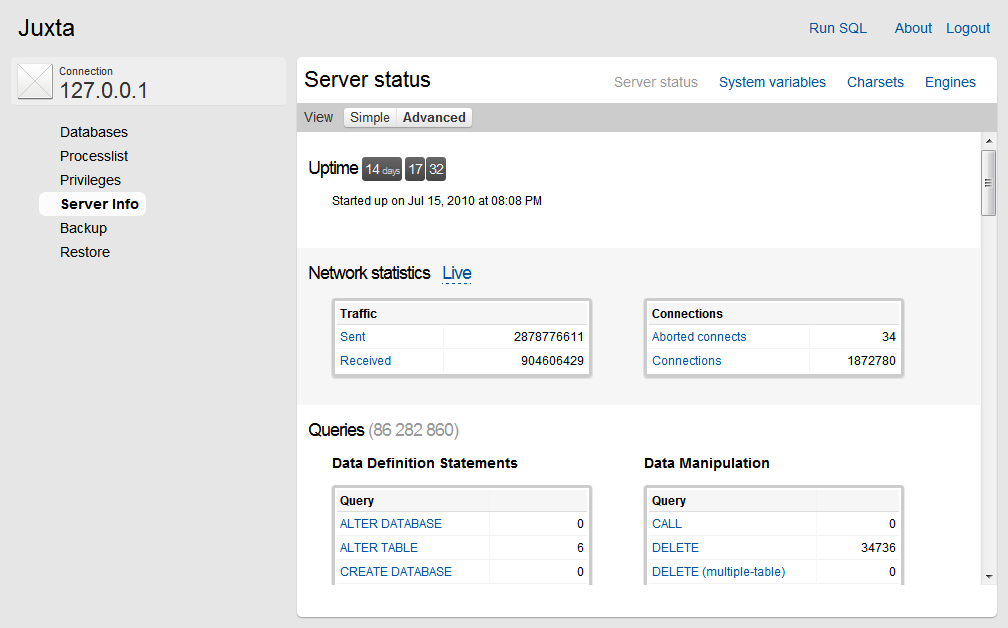 Juxta
Run SQL About Logout
Connection
127.0.0.1
Databases
Processlist
Privileges
Server Info
Backup
Restore
Server status
Server status System variables Charsets Engines
View Simple Advanced
Uptime 14 days 17 32
Started up on Jul 15, 2010 at 08:08 PM
Network statistics Live
Traffic
Sent 2878776611
Received 904606429
Connections
Aborted connects 34
Connections 1872780
Queries (86 282 860)
Data Definition Statements
Query
ALTER DATABASE 0
ALTER TABLE 6
CREATE DATABASE 0
Data Manipulation
Query
CALL 0
DELETE 34736
DELETE (multiple-table) 0